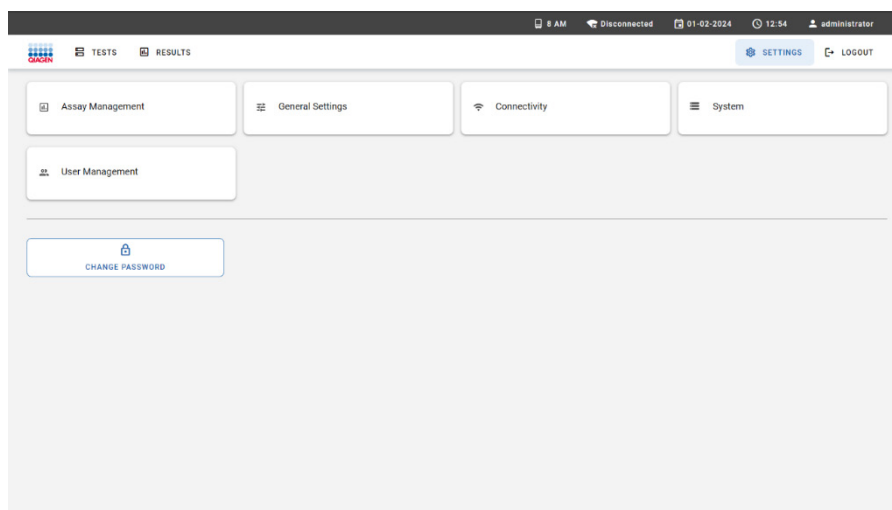 8 AM Disconnected 01-02-2024 12:54 administrator
QIAGEN TESTS RESULTS SETTINGS LOGOUT
Assay Management General Settings Connectivity System
User Management
CHANGE PASSWORD